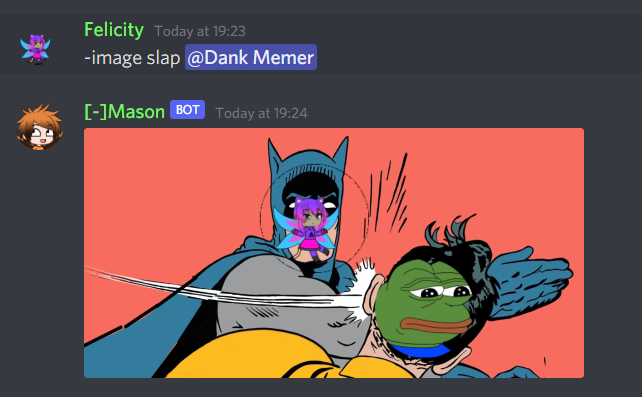 Felicity Today at 19:23
-image slap @Dank Memer
[-]Mason BOT Today at 19:24